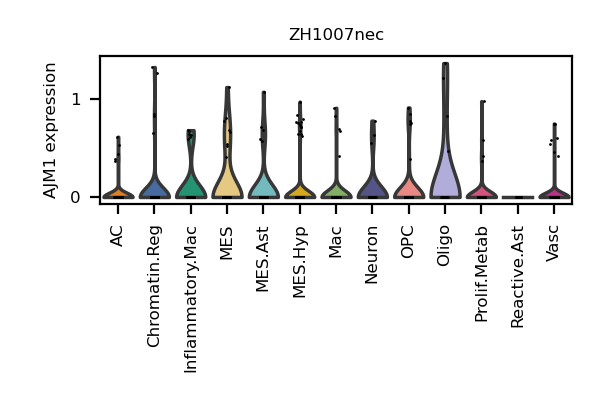 ZH1007nec
AJM1 expression
1
0
AC
Chromatin.Reg
Inflammatory.Mac
MES
MES.Ast
MES.Hyp
Mac
Neuron
OPC
Oligo
Prolif.Metab
Reactive.Ast
Vasc